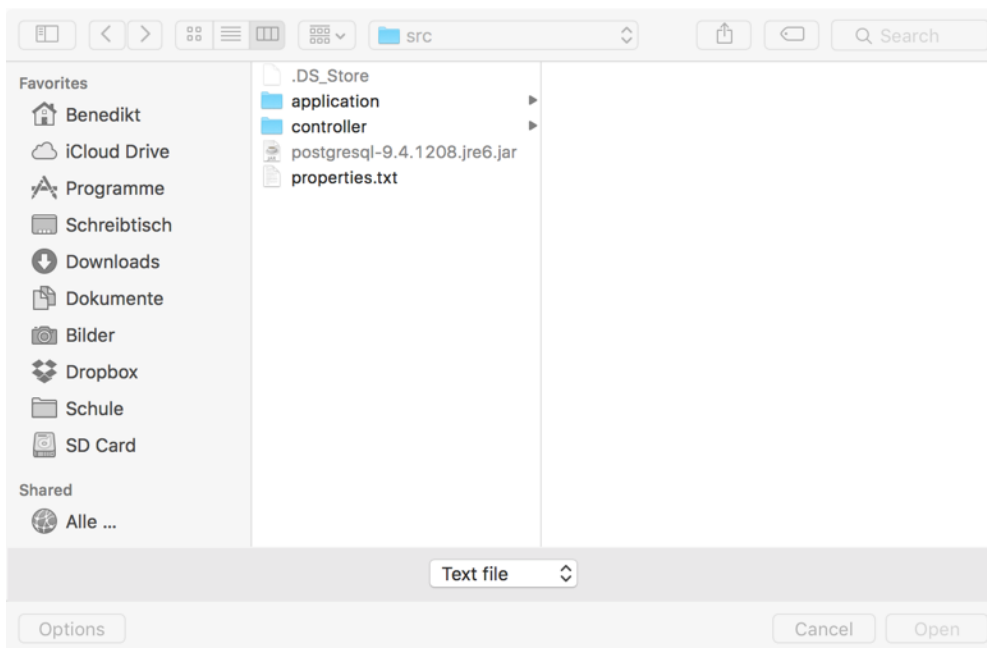 src
Search
Favorites
Benedikt
iCloud Drive
Programme
Schreibtisch
Downloads
Dokumente
Bilder
Dropbox
Schule
SD Card
Shared
Alle ...
.DS_Store
application
controller
postgresql-9.4.1208.jre6.jar
properties.txt
Text file
Options
Cancel
Open